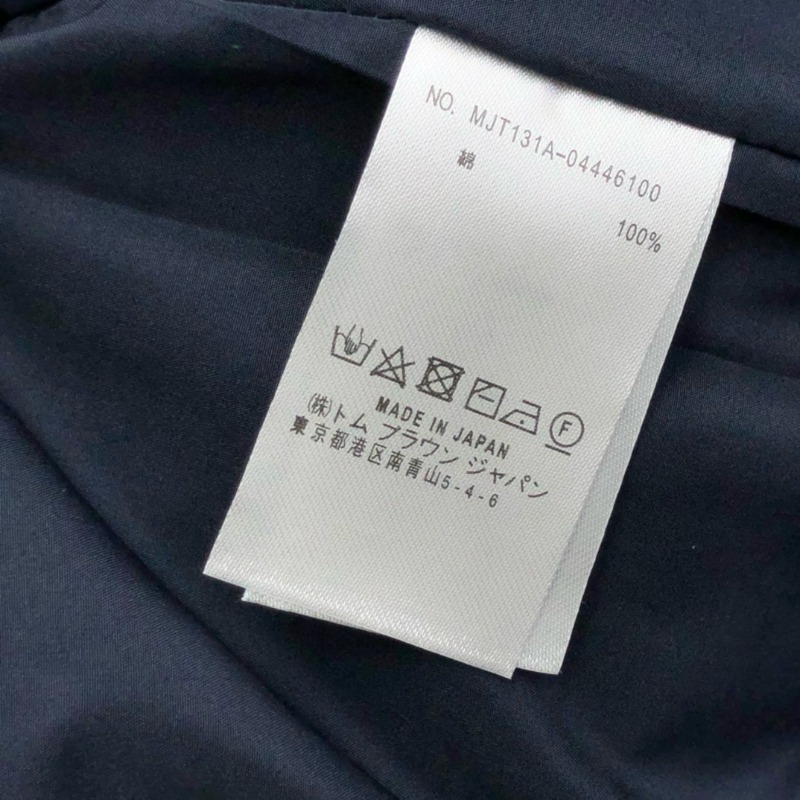 NO. MJT131A-04446100
綿
100%
F
MADE IN JAPAN
(株)トム ブラウン ジャパン
東京都港区南青山5-4-6